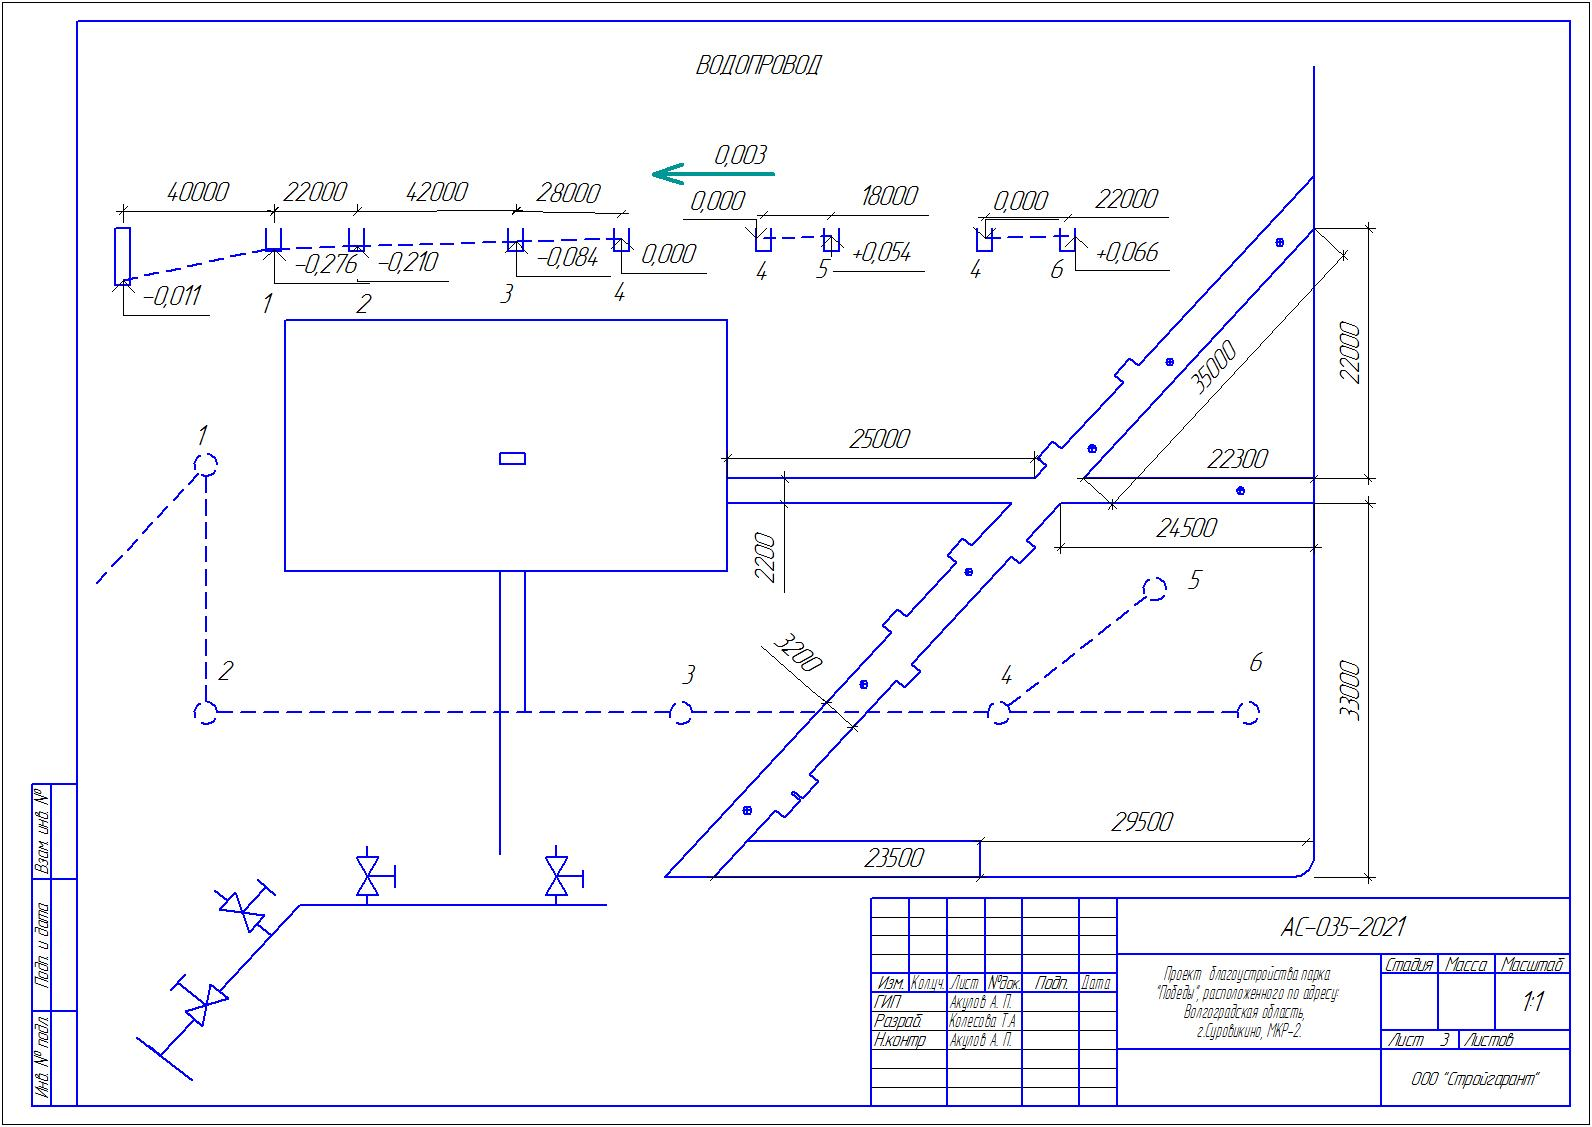 ВОДОПРОВОД
0,003
40000
22000
42000
28000
0,000
18000
0,000
22000
-0,276
-0,210
-0,084
0,000
+0,054
+0,066
-0,011
1
2
3
4
4
5
4
6
35000
22000
1
25000
22300
24500
2200
5
3200
2
3
4
6
33000
29500
23500
Взам. инв. №
Подп. и дата
Инв. № подл.
АС-035-2021
Изм. Колуч. Лист №док. Подп. Дата
ГИП Акулов А. П.
Разраб. Колесова Т.А
Н.контр Акулов А. П.
Проект благоустройства парка
"Победы", расположенного по адресу:
Волгоградская область,
г.Суровикино, МКР-2.
Стадия Масса Масштаб
1:1
Лист 3 Листов
ООО "Стройгарант"